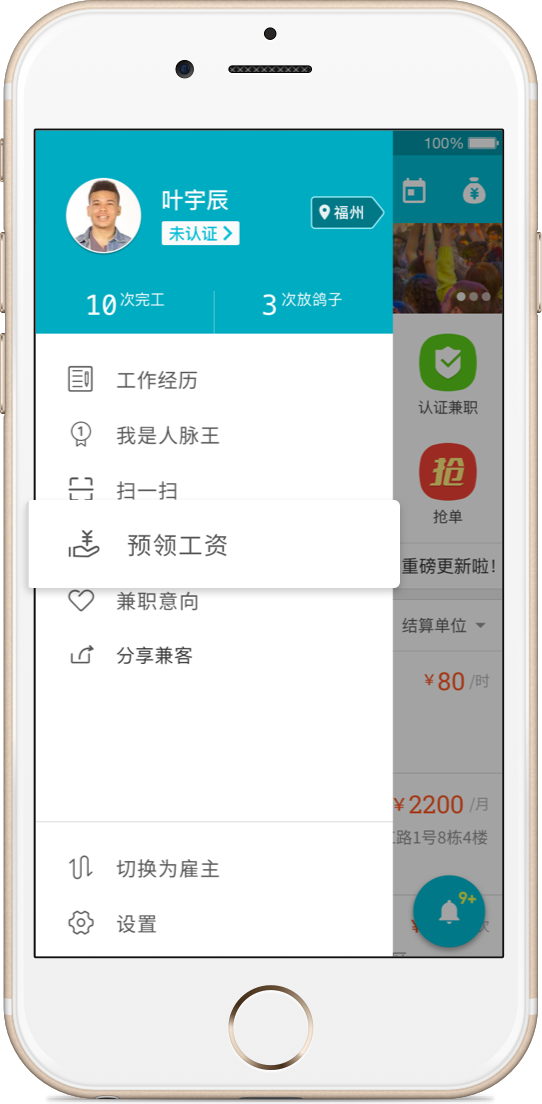 100%
叶宇辰
未认证
福州
10次完工
3次放鸽子
工作经历
1
我是人脉王
扫一扫
预领工资
兼职意向
分享兼客
切换为雇主
设置
认证兼职
抢
抢单
重磅更新啦!
结算单位
¥80/时
¥2200/月
路1号8栋4楼
9+